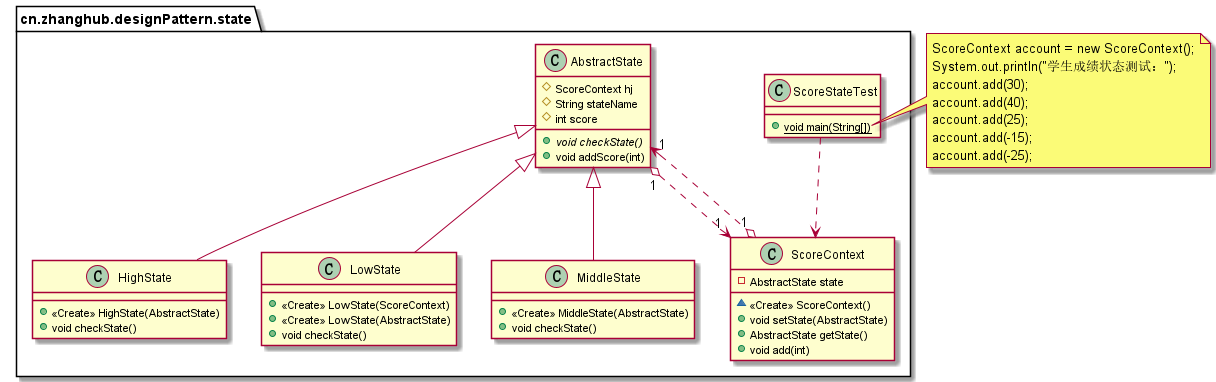 cn.zhanghub.designPattern.state
C AbstractState
ScoreContext hj
String stateName
int score
void checkState()
void addScore(int)
C ScoreStateTest
void main(String[])
ScoreContext account = new ScoreContext();
System.out.println("学生成绩状态测试：");
account.add(30);
account.add(40);
account.add(25);
account.add(-15);
account.add(-25);
1
1
1
1
C HighState
«Create» HighState(AbstractState)
void checkState()
C LowState
«Create» LowState(ScoreContext)
«Create» LowState(AbstractState)
void checkState()
C MiddleState
«Create» MiddleState(AbstractState)
void checkState()
C ScoreContext
AbstractState state
«Create» ScoreContext()
void setState(AbstractState)
AbstractState getState()
void add(int)